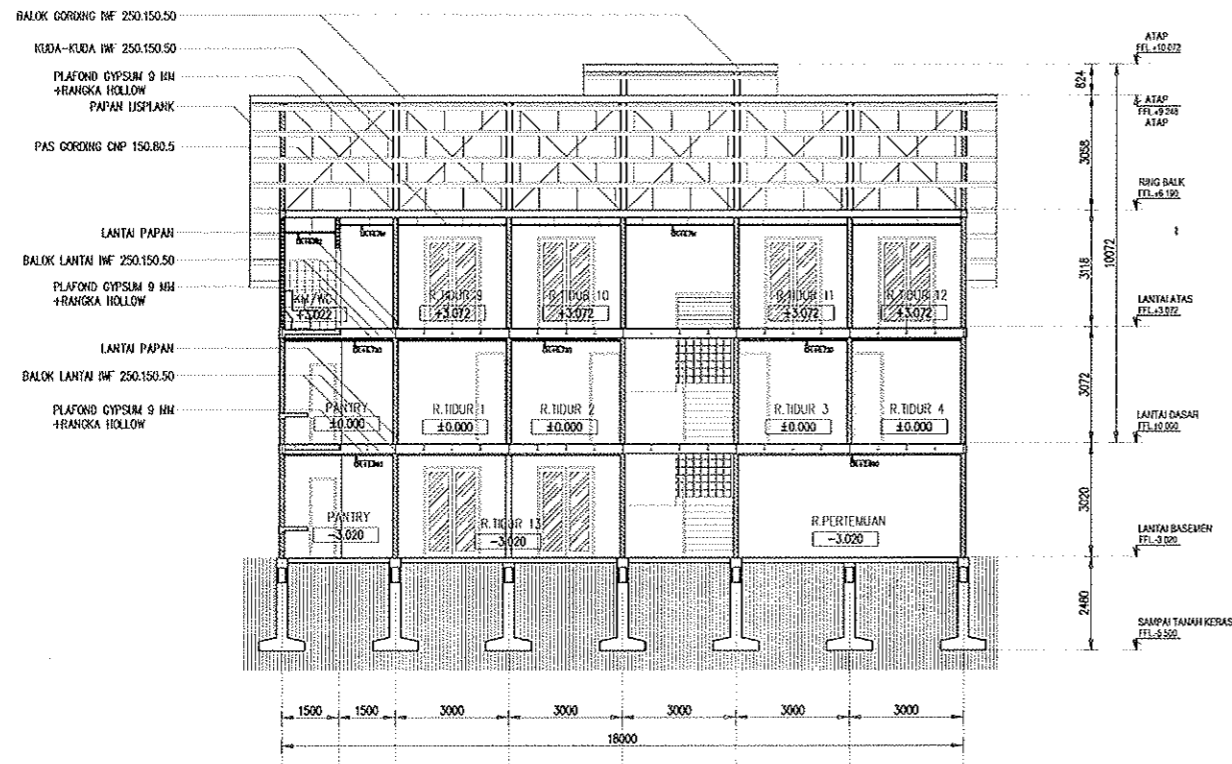 BALOK GORDING IWF 250.150.50
KUDA-KUDA IWF 250.150.50
PLAFOND GYPSUM 9 MM
+RANGKA HOLLOW
PAPAN LISPLANK
PAS GORDING CNP 150.80.5
LANTAI PAPAN
BALOK LANTAI IWF 250.150.50
PLAFOND GYPSUM 9 MM
+RANGKA HOLLOW
LANTAI PAPAN
BALOK LANTAI IWF 250.150.50
PLAFOND GYPSUM 9 MM
+RANGKA HOLLOW
KM/WC
+3.022
R.TIDUR 9
+3.072
R.TIDUR 10
+3.072
R.TIDUR 11
+3.072
R.TIDUR 12
+3.072
PANTRY
±0.000
R.TIDUR 1
±0.000
R.TIDUR 2
±0.000
R.TIDUR 3
±0.000
R.TIDUR 4
±0.000
PANTRY
-3.020
R.TIDUR 13
-3.020
R.PERTEMUAN
-3.020
824
3058
3118
10072
3072
3020
2480
ATAP
FFL.+10.072
ATAP
FFL.+9.248
ATAP
RING BALK
FFL.+6.190
LANTAI ATAS
FFL.+3.072
LANTAI DASAR
FFL.±0.000
LANTAI BASEMEN
FFL.-3.020
SAMPAI TANAH KERAS
FFL.-5.500
1500 1500 3000 3000 3000 3000 3000
18000